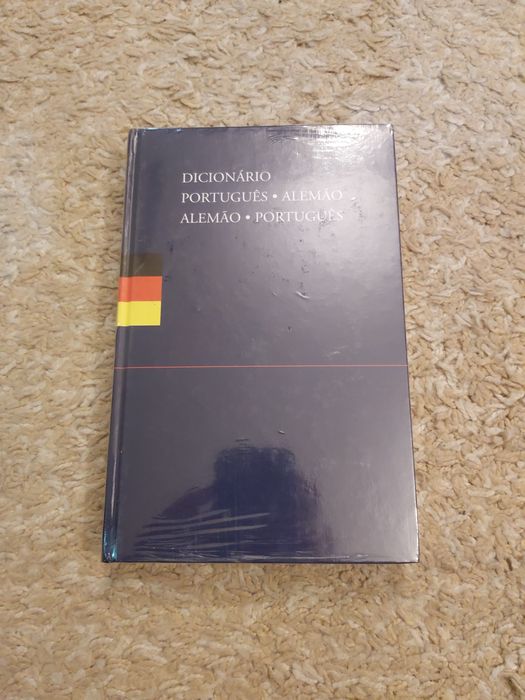 DICIONÁRIO
PORTUGUÊS • ALEMÃO
ALEMÃO • PORTUGUÊS